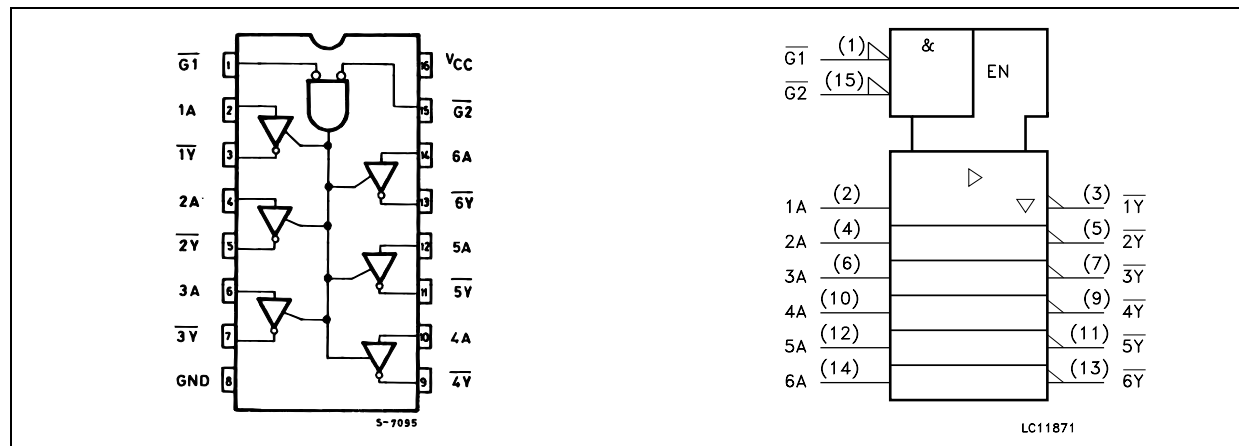 G1 1 16 VCC
1A 2 15 G2
1Y 3 14 6A
2A 4 13 6Y
2Y 5 12 5A
3A 6 11 5Y
3Y 7 10 4A
GND 8 9 4Y
S-7095
& EN
G1 (1)
G2 (15)
1A (2) (3) 1Y
2A (4) (5) 2Y
3A (6) (7) 3Y
4A (10) (9) 4Y
5A (12) (11) 5Y
6A (14) (13) 6Y
LC11871